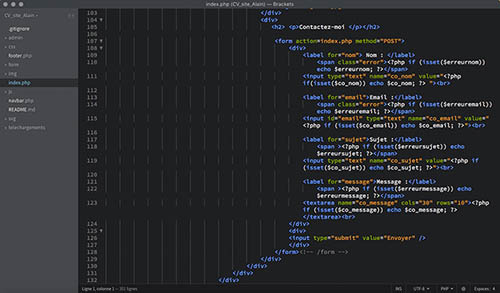 index.php (CV_site_Alain) — Brackets
CV_site_Alain
.gitignore
admin
css
footer.php
form
img
index.php
js
navbar.php
README.md
svg
telechargements
103 </div>
104 <div>
105 <h2> <p>Contactez-moi </p></h2>
106
107 <form action=index.php method="POST">
108 <div>
109 <label for="nom"> Nom : </label>
110 <span class="error"><?php if (isset($erreurnom))
echo $erreurnom; ?></span>
110 <input type="text" name="co_nom" value="<?php
if(isset($co_nom)) echo $co_nom; ?> "><br>
112
114 <label for="email">Email :</label>
114 <span class="error"><?php if (isset($erreuremail))
echo $erreuremail; ?></span>
115 <input id="email" type="text" name="co_email" value="
<?php if (isset($co_email)) echo $co_email; ?>"><br>
116
117 <label for="sujet">Sujet :</label>
118 <span ><?php if (isset($erreursujet)) echo
$erreursujet; ?></span>
119 <input type="text" name="co_sujet" value="<?php if
(isset($co_sujet)) echo $co_sujet; ?>"><br>
120
121 <label for="message">Message :</label>
122 <span ><?php if (isset($erreurmessage)) echo
$erreurmessage; ?></span>
123 <textarea name="co_message" cols="30" rows="10"><?php
if (isset($co_message)) echo $co_message; ?>
</textarea><br>
124 </div>
125 <div>
126 <input type="submit" value="Envoyer" />
127 </div>
128 </form><!-- /form -->
129 </div>
130 </div>
131 </div>
132 </div>
Ligne 1, colonne 1 — 301 lignes
INS UTF-8 PHP Espaces : 4